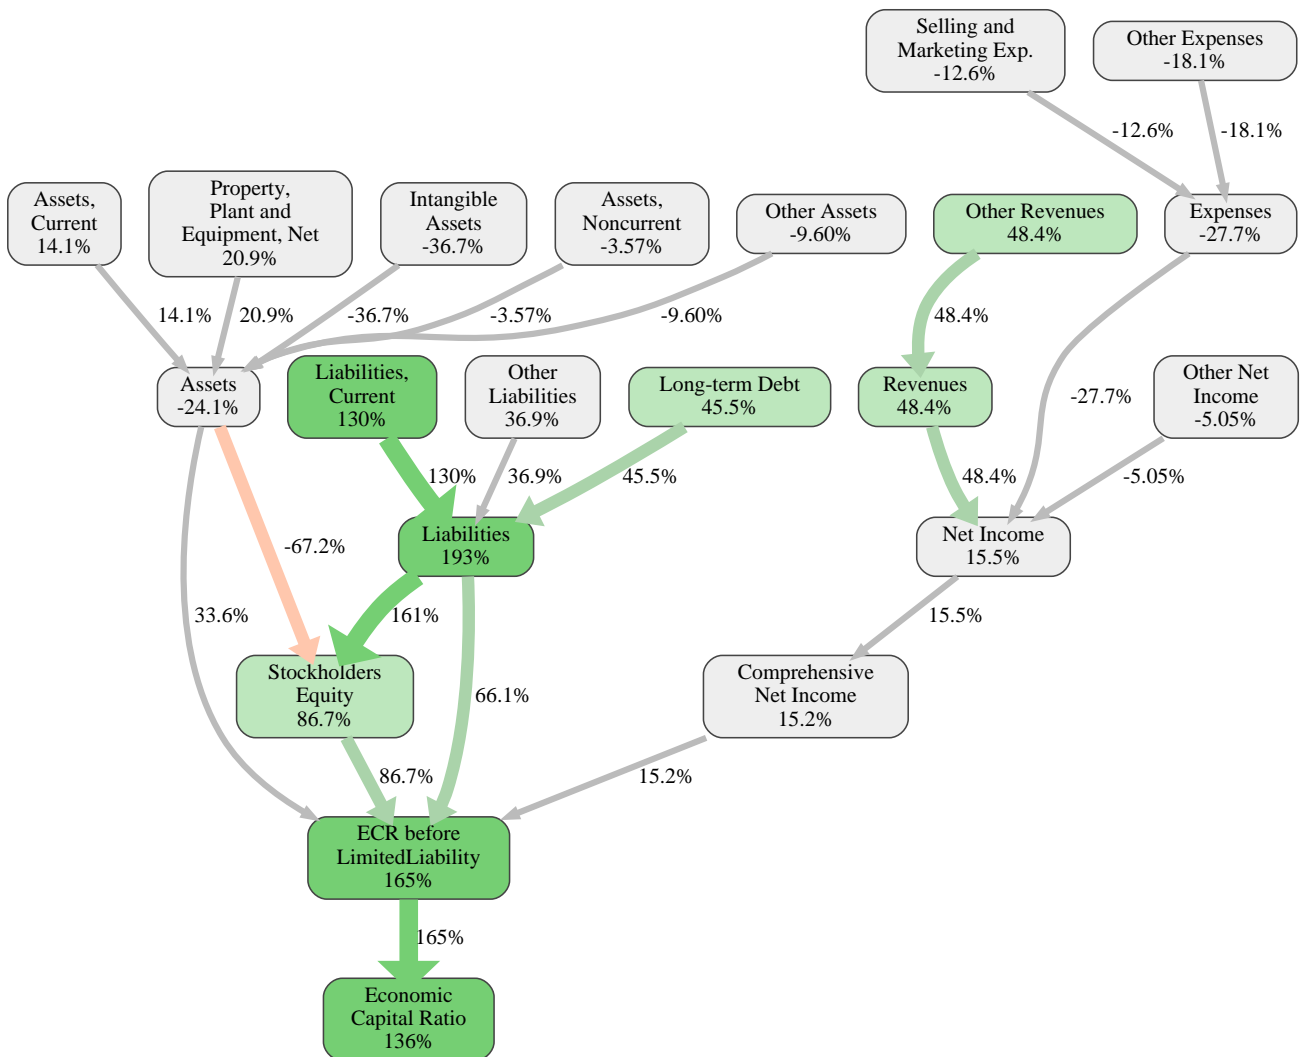 Selling and
Marketing Exp.
-12.6%
Other Expenses
-18.1%
-12.6%
-18.1%
Assets,
Current
14.1%
Property,
Plant and
Equipment, Net
20.9%
Intangible
Assets
-36.7%
Assets,
Noncurrent
-3.57%
Other Assets
-9.60%
Other Revenues
48.4%
Expenses
-27.7%
14.1%
20.9%
-36.7%
-3.57%
-9.60%
48.4%
Assets
-24.1%
Liabilities,
Current
130%
Other
Liabilities
36.9%
Long-term Debt
45.5%
Revenues
48.4%
-27.7%
Other Net
Income
-5.05%
130%
36.9%
45.5%
48.4%
-5.05%
-67.2%
Liabilities
193%
Net Income
15.5%
33.6%
161%
15.5%
Stockholders
Equity
86.7%
66.1%
Comprehensive
Net Income
15.2%
86.7%
15.2%
ECR before
LimitedLiability
165%
165%
Economic
Capital Ratio
136%